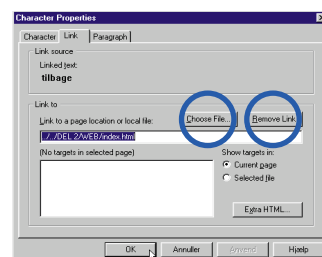 Character Properties
Character Link Paragraph
Link source
Linked text:
tilbage
Link to
Link to a page location or local file: Choose File... Remove Link
../../DEL 2/WEB/index.html
(No targets in selected page) Show targets in:
Current page
Selected file
Extra HTML...
OK Annuller Anvend Hjælp